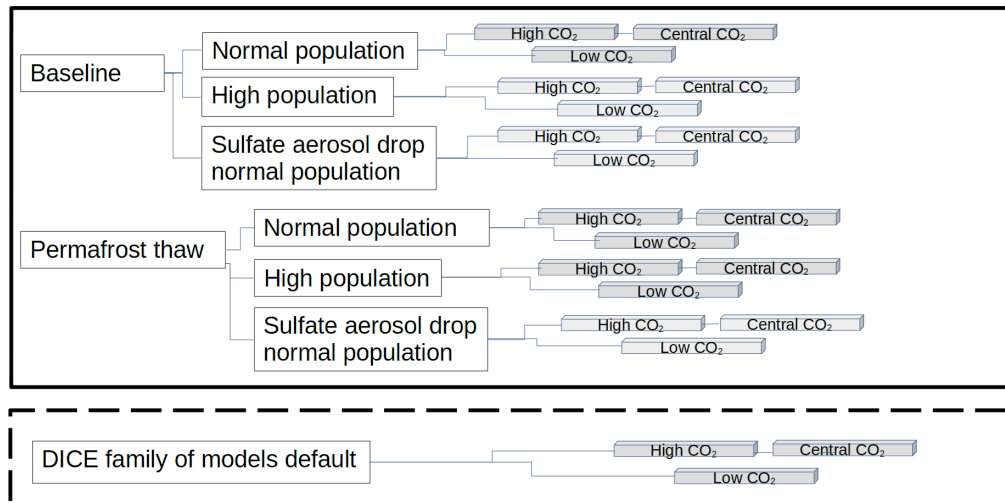 Baseline
Normal population
High CO₂
Central CO₂
Low CO₂
High population
High CO₂
Central CO₂
Low CO₂
Sulfate aerosol drop
normal population
High CO₂
Central CO₂
Low CO₂
Permafrost thaw
Normal population
High CO₂
Central CO₂
Low CO₂
High population
High CO₂
Central CO₂
Low CO₂
Sulfate aerosol drop
normal population
High CO₂
Central CO₂
Low CO₂
DICE family of models default
High CO₂
Central CO₂
Low CO₂